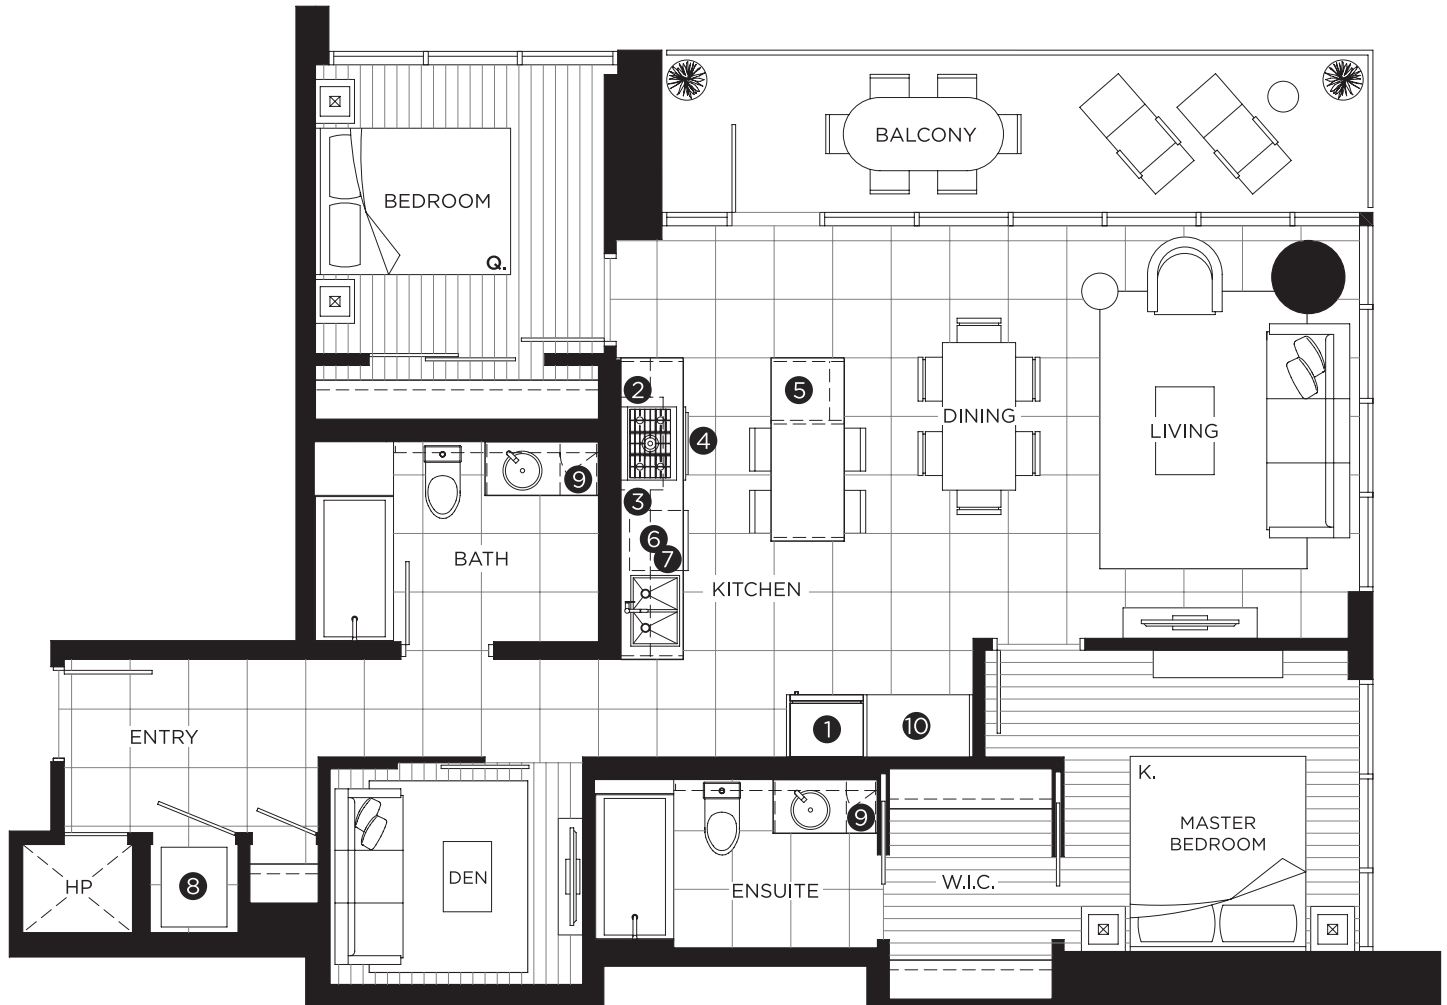 BALCONY
BEDROOM
Q.
2
5
4
DINING
LIVING
9
3
6
7
BATH
KITCHEN
1
10
ENTRY
K.
9
MASTER
BEDROOM
HP
8
DEN
ENSUITE
W.I.C.